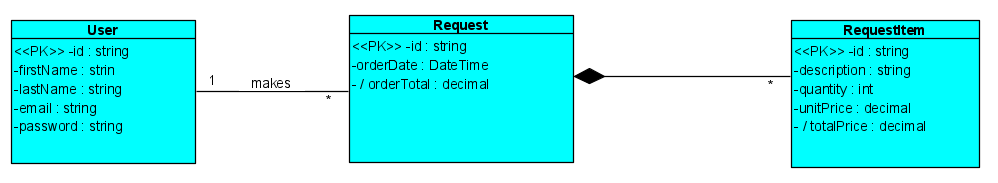 User
<<PK>> -id : string
-firstName : strin
-lastName : string
-email : string
-password : string
1
makes
*
Request
<<PK>> -id : string
-orderDate : DateTime
- / orderTotal : decimal
*
RequestItem
<<PK>> -id : string
-description : string
-quantity : int
-unitPrice : decimal
- / totalPrice : decimal